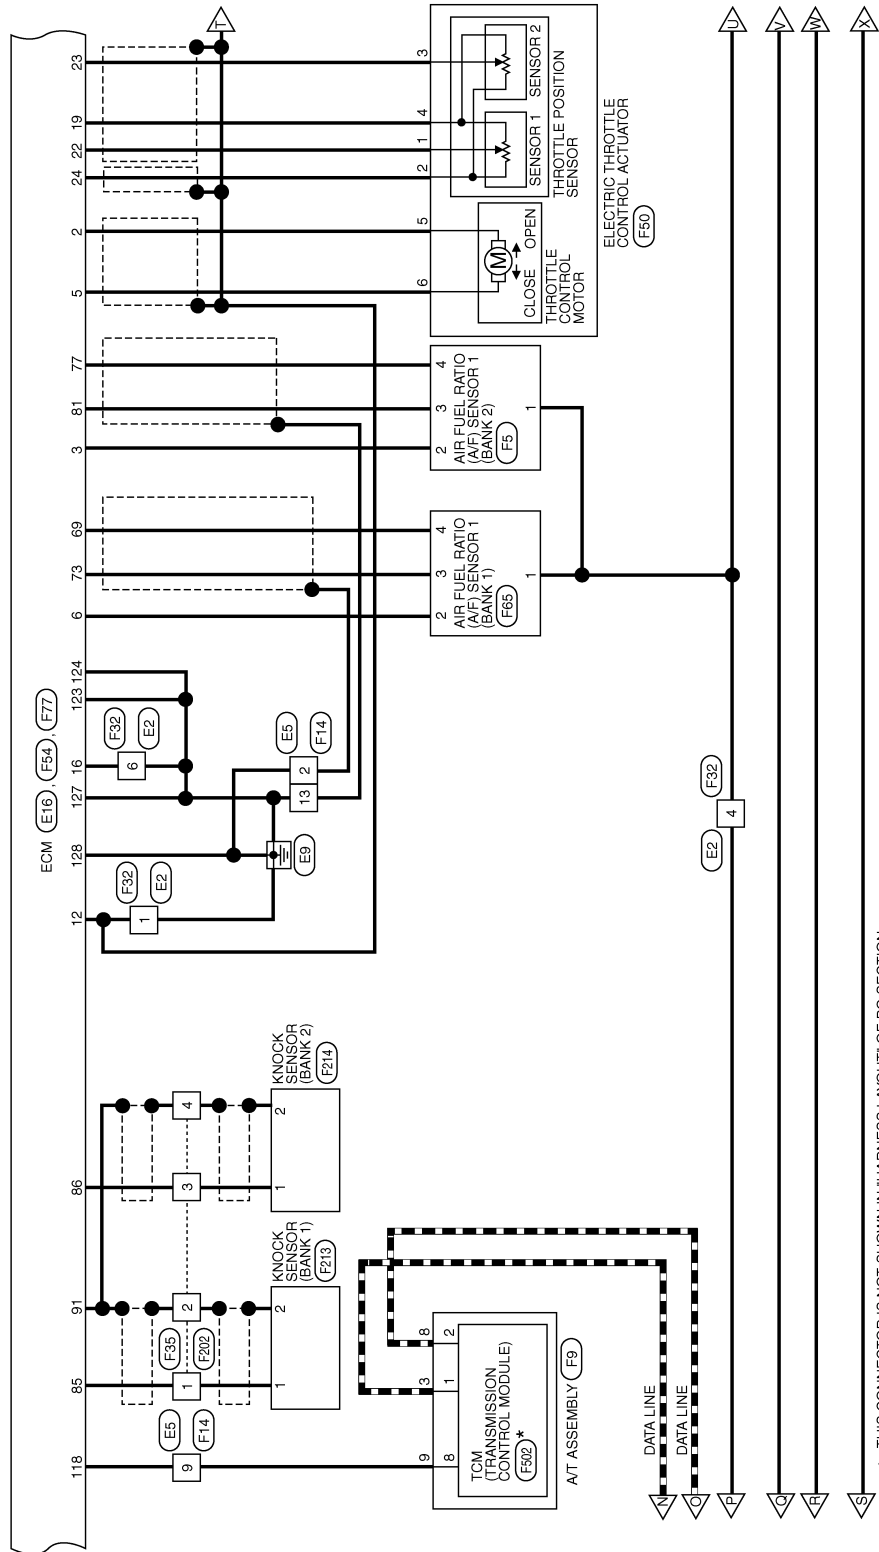 ECM E16 , F54 , F77
118
85
91
86
12
128
127
16
123
124
6
73
69
3
81
77
5
2
24
22
19
23
T
E5
F14
9
F35
F202
1
2
3
4
F32
E2
1
F32
E2
6
E9
E5
F14
13
2
1
2
KNOCK
SENSOR
(BANK 1)
F213
1
2
KNOCK
SENSOR
(BANK 2)
F214
9
3
8
8
1
2
TCM
(TRANSMISSION
CONTROL MODULE)
F502
*
A/T ASSEMBLY F9
2
3
4
AIR FUEL RATIO
(A/F) SENSOR 1
(BANK 1)
F65
1
2
3
4
AIR FUEL RATIO
(A/F) SENSOR 1
(BANK 2)
F5
1
6
5
2
1
4
3
M
CLOSE
OPEN
THROTTLE
CONTROL
MOTOR
SENSOR 1
SENSOR 2
THROTTLE POSITION
SENSOR
ELECTRIC THROTTLE
CONTROL ACTUATOR
F50
DATA LINE
DATA LINE
N
O
P
E2
F32
4
U
Q
V
R
W
S
X